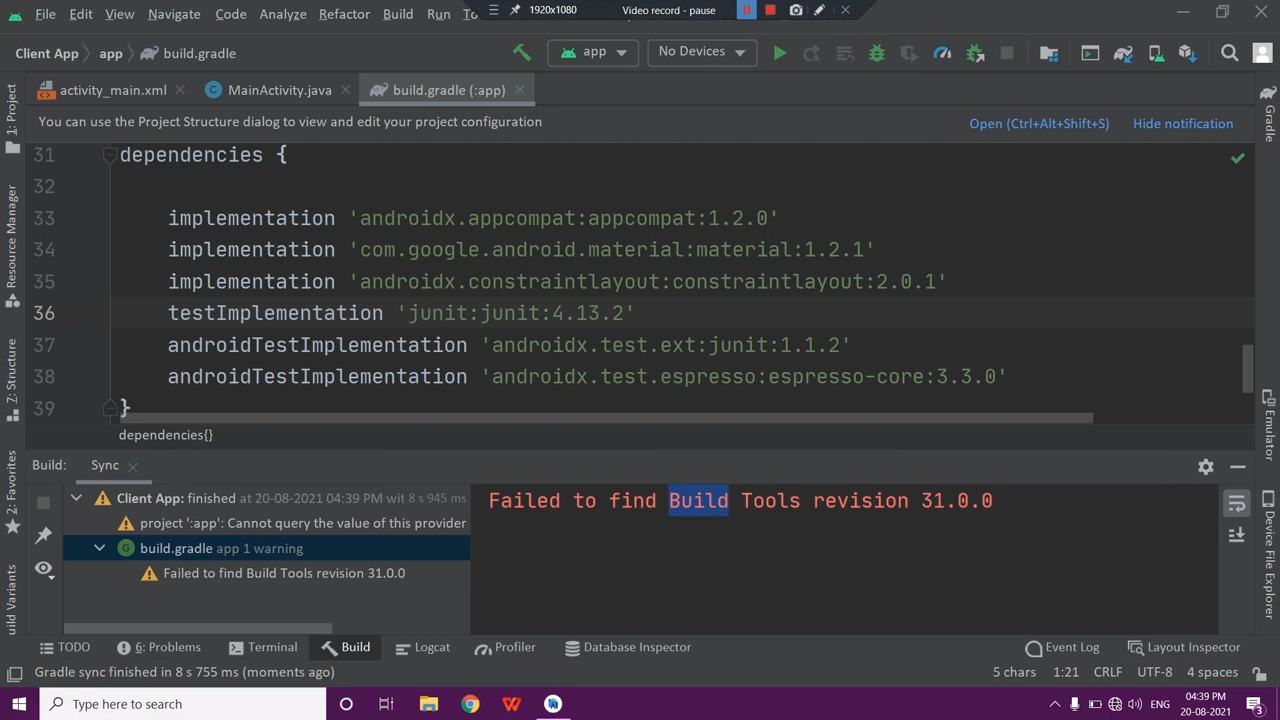 File Edit View Navigate Code Analyze Refactor Build Run To
1920x1080 Video record - pause
Client App app build.gradle
app No Devices
activity_main.xml MainActivity.java build.gradle (:app)
You can use the Project Structure dialog to view and edit your project configuration Open (Ctrl+Alt+Shift+S) Hide notification
31 dependencies {
32
33 implementation 'androidx.appcompat:appcompat:1.2.0'
34 implementation 'com.google.android.material:material:1.2.1'
35 implementation 'androidx.constraintlayout:constraintlayout:2.0.1'
36 testImplementation 'junit:junit:4.13.2'
37 androidTestImplementation 'androidx.test.ext:junit:1.1.2'
38 androidTestImplementation 'androidx.test.espresso:espresso-core:3.3.0'
39 }
dependencies{}
1: Project
Resource Manager
Z: Structure
2: Favorites
uild Variants
Gradle
Emulator
Device File Explorer
Build: Sync
Client App: finished at 20-08-2021 04:39 PM wit 8 s 945 ms
project ':app': Cannot query the value of this provider
build.gradle app 1 warning
Failed to find Build Tools revision 31.0.0
Failed to find Build Tools revision 31.0.0
TODO 6: Problems Terminal Build Logcat Profiler Database Inspector Event Log Layout Inspector
Gradle sync finished in 8 s 755 ms (moments ago) 5 chars 1:21 CRLF UTF-8 4 spaces
Type here to search
ENG
04:39 PM
20-08-2021
3